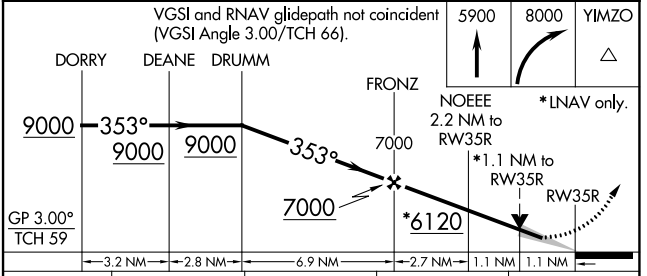 VGSI and RNAV glidepath not coincident
(VGSI Angle 3.00/TCH 66).
5900
8000
YIMZO
DORRY
DEANE
DRUMM
FRONZ
NOEEE
2.2 NM to
RW35R
*LNAV only.
9000
353°
9000
9000
353°
7000
*1.1 NM to
RW35R
RW35R
7000
*6120
GP 3.00°
TCH 59
3.2 NM
2.8 NM
6.9 NM
2.7 NM
1.1 NM
1.1 NM